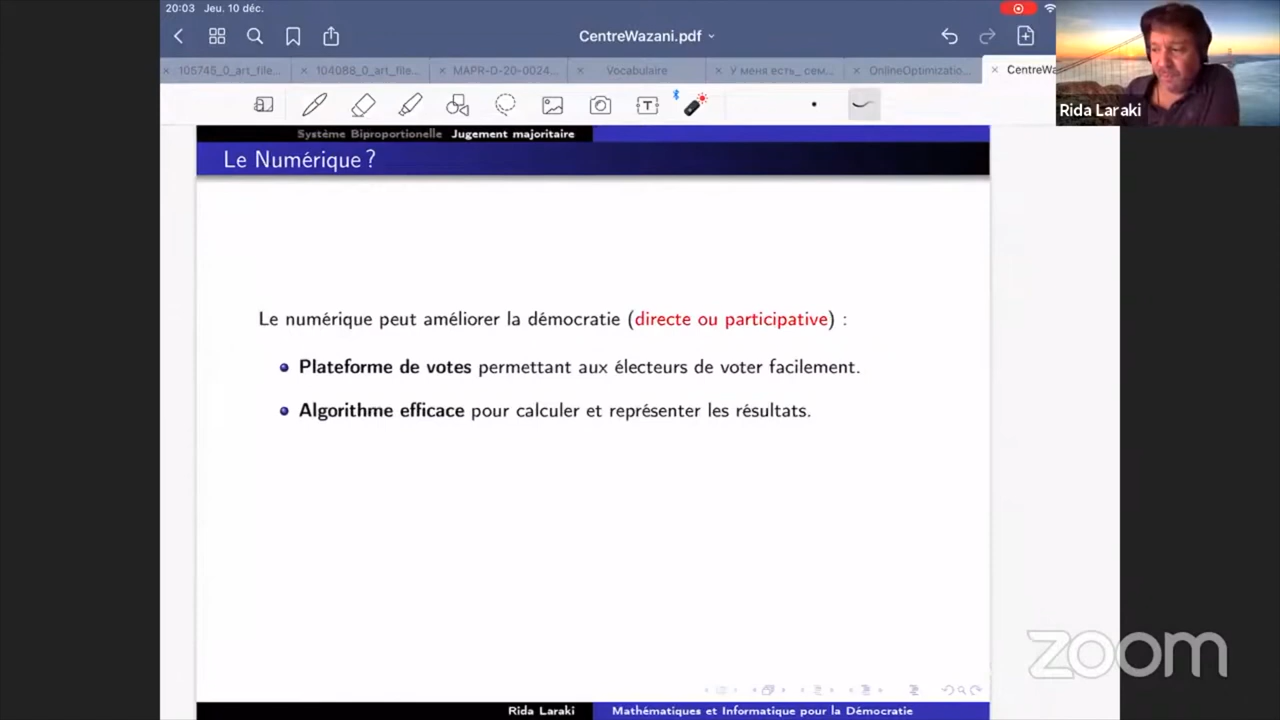 20:03 Jeu. 10 déc.
CentreWazani.pdf
105745_0_art_file...
104088_0_art_file...
MAPR-D-20-0024...
Vocabulaire
У меня есть_ сем...
OnlineOptimizatio...
CentreWa
Rida Laraki
Système Biproportionelle Jugement majoritaire
Le Numérique ?
Le numérique peut améliorer la démocratie (directe ou participative) :
Plateforme de votes permettant aux électeurs de voter facilement.
Algorithme efficace pour calculer et représenter les résultats.
Rida Laraki Mathématiques et Informatique pour la Démocratie
zoom